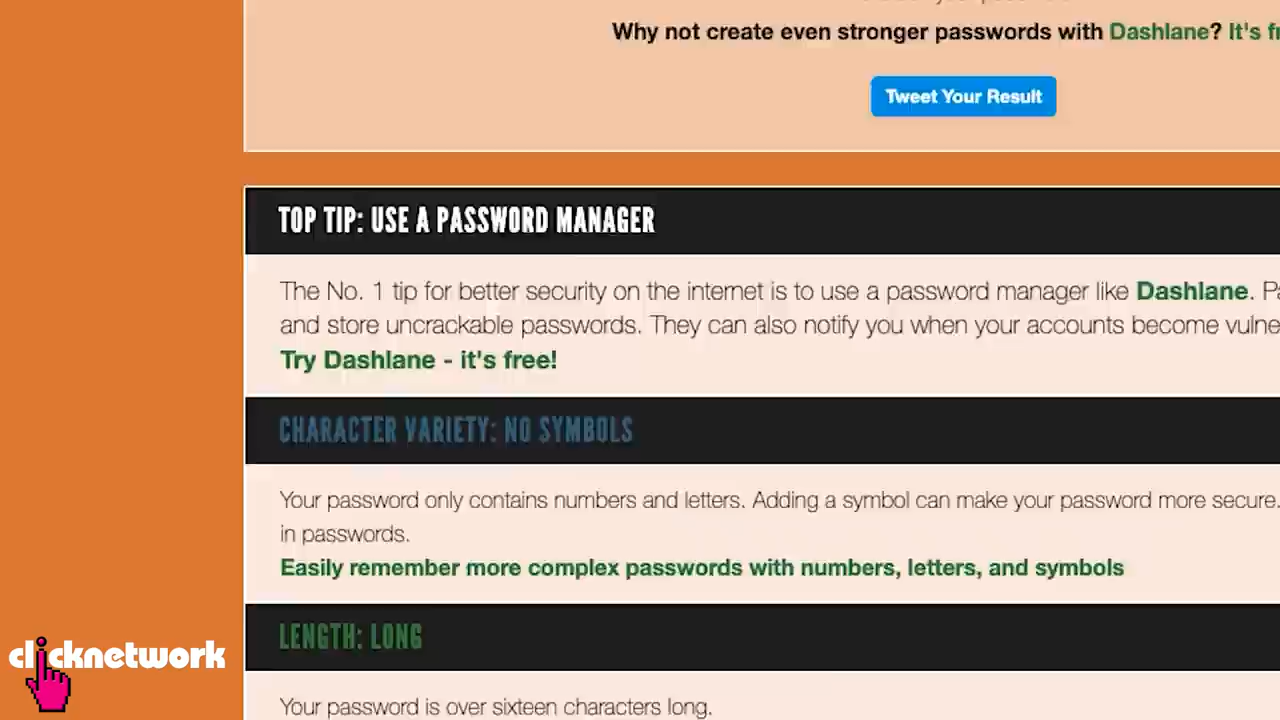 Why not create even stronger passwords with Dashlane? It's
Tweet Your Result
TOP TIP: USE A PASSWORD MANAGER
The No. 1 tip for better security on the internet is to use a password manager like Dashlane.
and store uncrackable passwords. They can also notify you when your accounts become
Try Dashlane - it's free!
CHARACTER VARIETY: NO SYMBOLS
Your password only contains numbers and letters. Adding a symbol can make your password more secure.
in passwords.
Easily remember more complex passwords with numbers, letters, and symbols
LENGTH: LONG
clicknetwork
Your password is over sixteen characters long.